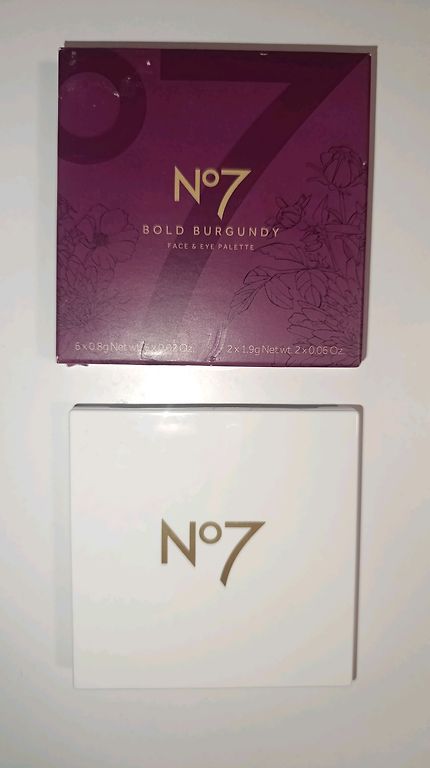 Nº7
BOLD BURGUNDY
FACE & EYE PALETTE
6 x 0.8g Net wt. 6 x 0.02 Oz. 2 x 1.9g Net wt. 2 x 0.06 Oz.
Nº7